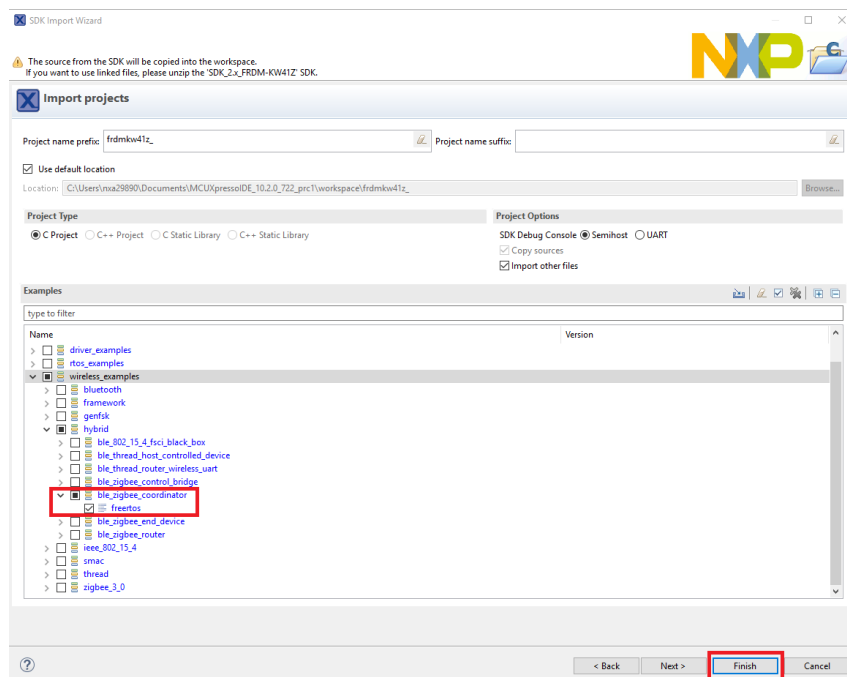 SDK Import Wizard
The source from the SDK will be copied into the workspace.
If you want to use linked files, please unzip the 'SDK_2.x_FRDM-KW41Z' SDK.
NXP
C
Import projects
Project name prefix: frdmkw41z_ Project name suffix:
Use default location
Location: C:\Users\nxa29890\Documents\MCUXpressoIDE_10.2.0_722_prc1\workspace\frdmkw41z_ Browse...
Project Type Project Options
C Project C++ Project C Static Library C++ Static Library SDK Debug Console Semihost UART
Copy sources
Import other files
Examples
type to filter
Name Version
driver_examples
rtos_examples
wireless_examples
bluetooth
framework
genfsk
hybrid
ble_802_15_4_fsci_black_box
ble_thread_host_controlled_device
ble_thread_router_wireless_uart
ble_zigbee_control_bridge
ble_zigbee_coordinator
freertos
ble_zigbee_end_device
ble_zigbee_router
ieee_802_15_4
smac
thread
zigbee_3_0
? < Back Next > Finish Cancel